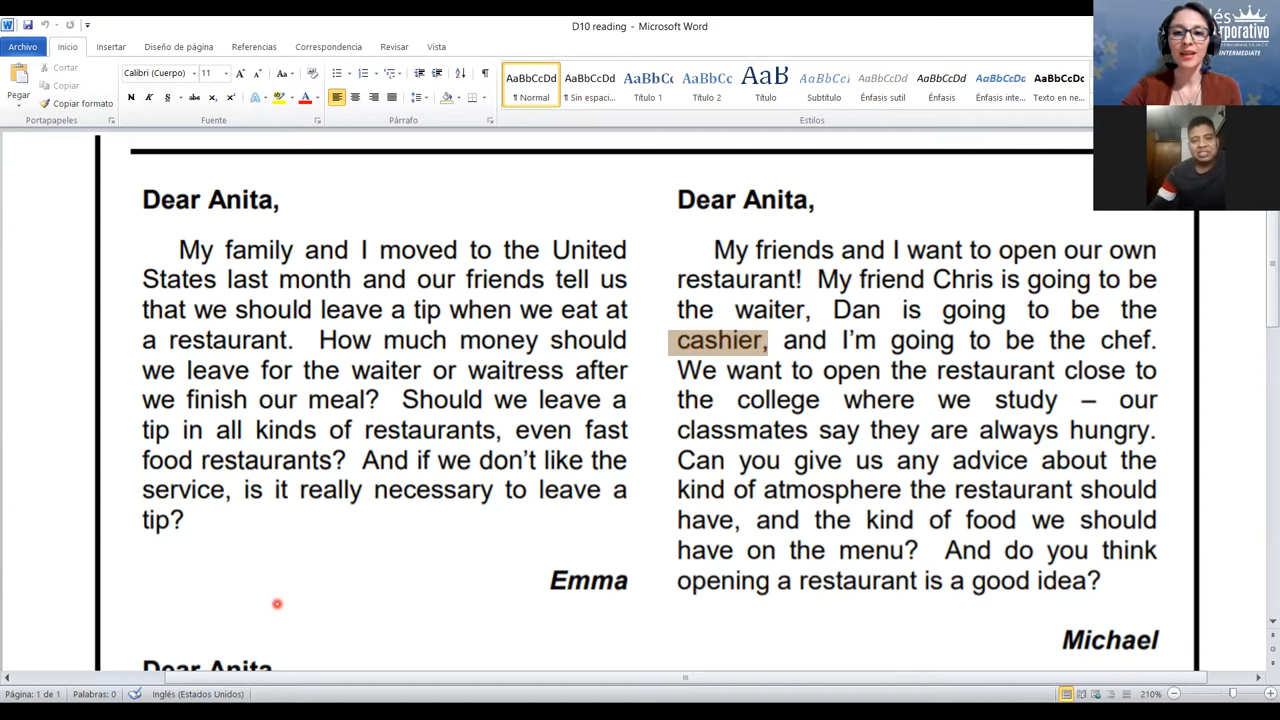 D10 reading - Microsoft Word
Archivo Inicio Insertar Diseño de página Referencias Correspondencia Revisar Vista
Pegar
Cortar
Copiar
Copiar formato
Portapapeles
Calibri (Cuerpo) 11
Fuente
Párrafo
AaBbCcDd AaBbCcDd AaBbCc AaBbCc AaB AaBbCcDd AaBbCcDd AaBbCcDd AaBbCcDd AaBbCcDc
¶ Normal ¶ Sin espaci... Título 1 Título 2 Título Subtítulo Énfasis sutil Énfasis Énfasis inte... Texto en ne...
Estilos
INTERMEDIATE
Dear Anita,
My family and I moved to the United
States last month and our friends tell us
that we should leave a tip when we eat at
a restaurant. How much money should
we leave for the waiter or waitress after
we finish our meal? Should we leave a
tip in all kinds of restaurants, even fast
food restaurants? And if we don’t like the
service, is it really necessary to leave a
tip?
Emma
Dear Anita
Dear Anita,
My friends and I want to open our own
restaurant! My friend Chris is going to be
the waiter, Dan is going to be the
cashier, and I’m going to be the chef.
We want to open the restaurant close to
the college where we study – our
classmates say they are always hungry.
Can you give us any advice about the
kind of atmosphere the restaurant should
have, and the kind of food we should
have on the menu? And do you think
opening a restaurant is a good idea?
Michael
Página: 1 de 1 Palabras: 0 Inglés (Estados Unidos) 210%